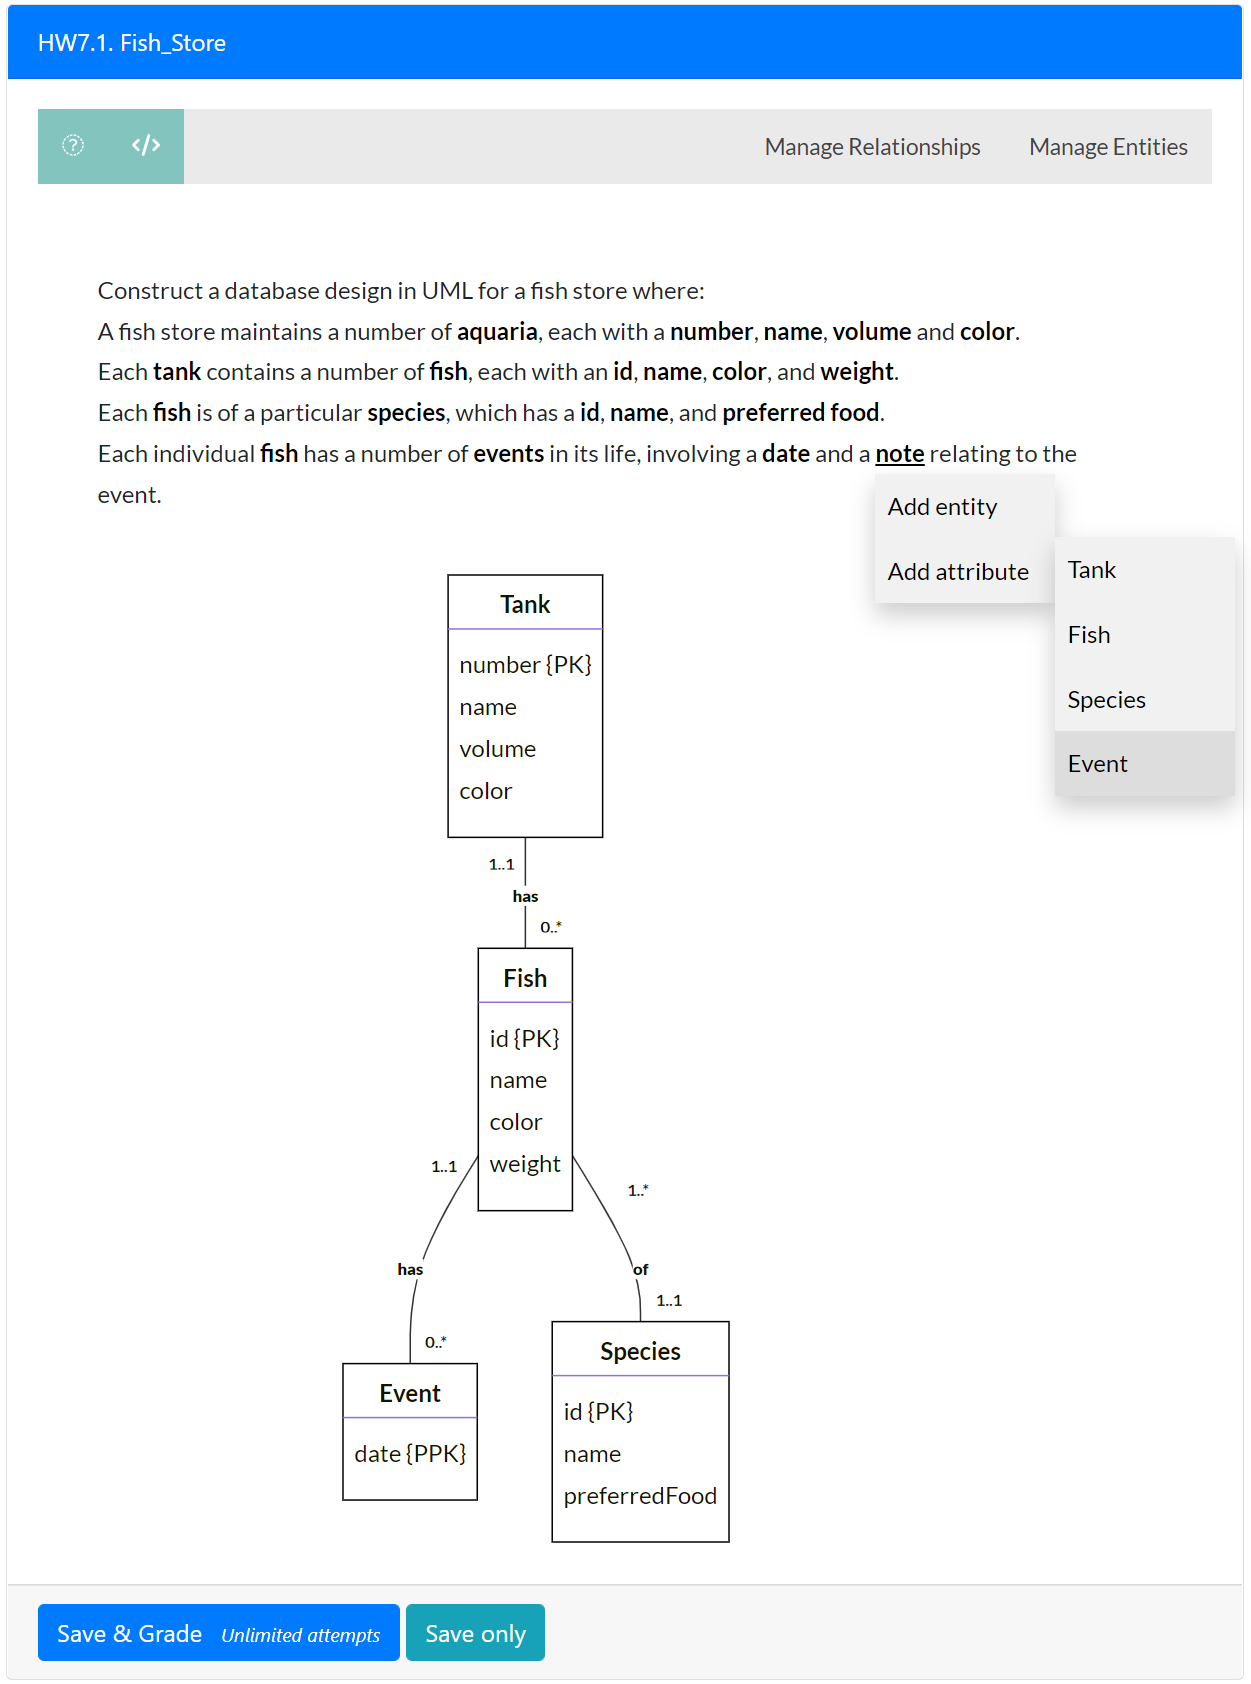 HW7.1. Fish_Store
? </> Manage Relationships Manage Entities
Construct a database design in UML for a fish store where:
A fish store maintains a number of aquaria, each with a number, name, volume and color.
Each tank contains a number of fish, each with an id, name, color, and weight.
Each fish is of a particular species, which has a id, name, and preferred food.
Each individual fish has a number of events in its life, involving a date and a note relating to the
event.
Add entity
Add attribute
Tank
Fish
Species
Event
Tank
number {PK}
name
volume
color
1..1
has
0..*
Fish
id {PK}
name
color
weight
1..1
has
0..*
1..*
of
1..1
Event
date {PPK}
Species
id {PK}
name
preferredFood
Save & Grade Unlimited attempts Save only